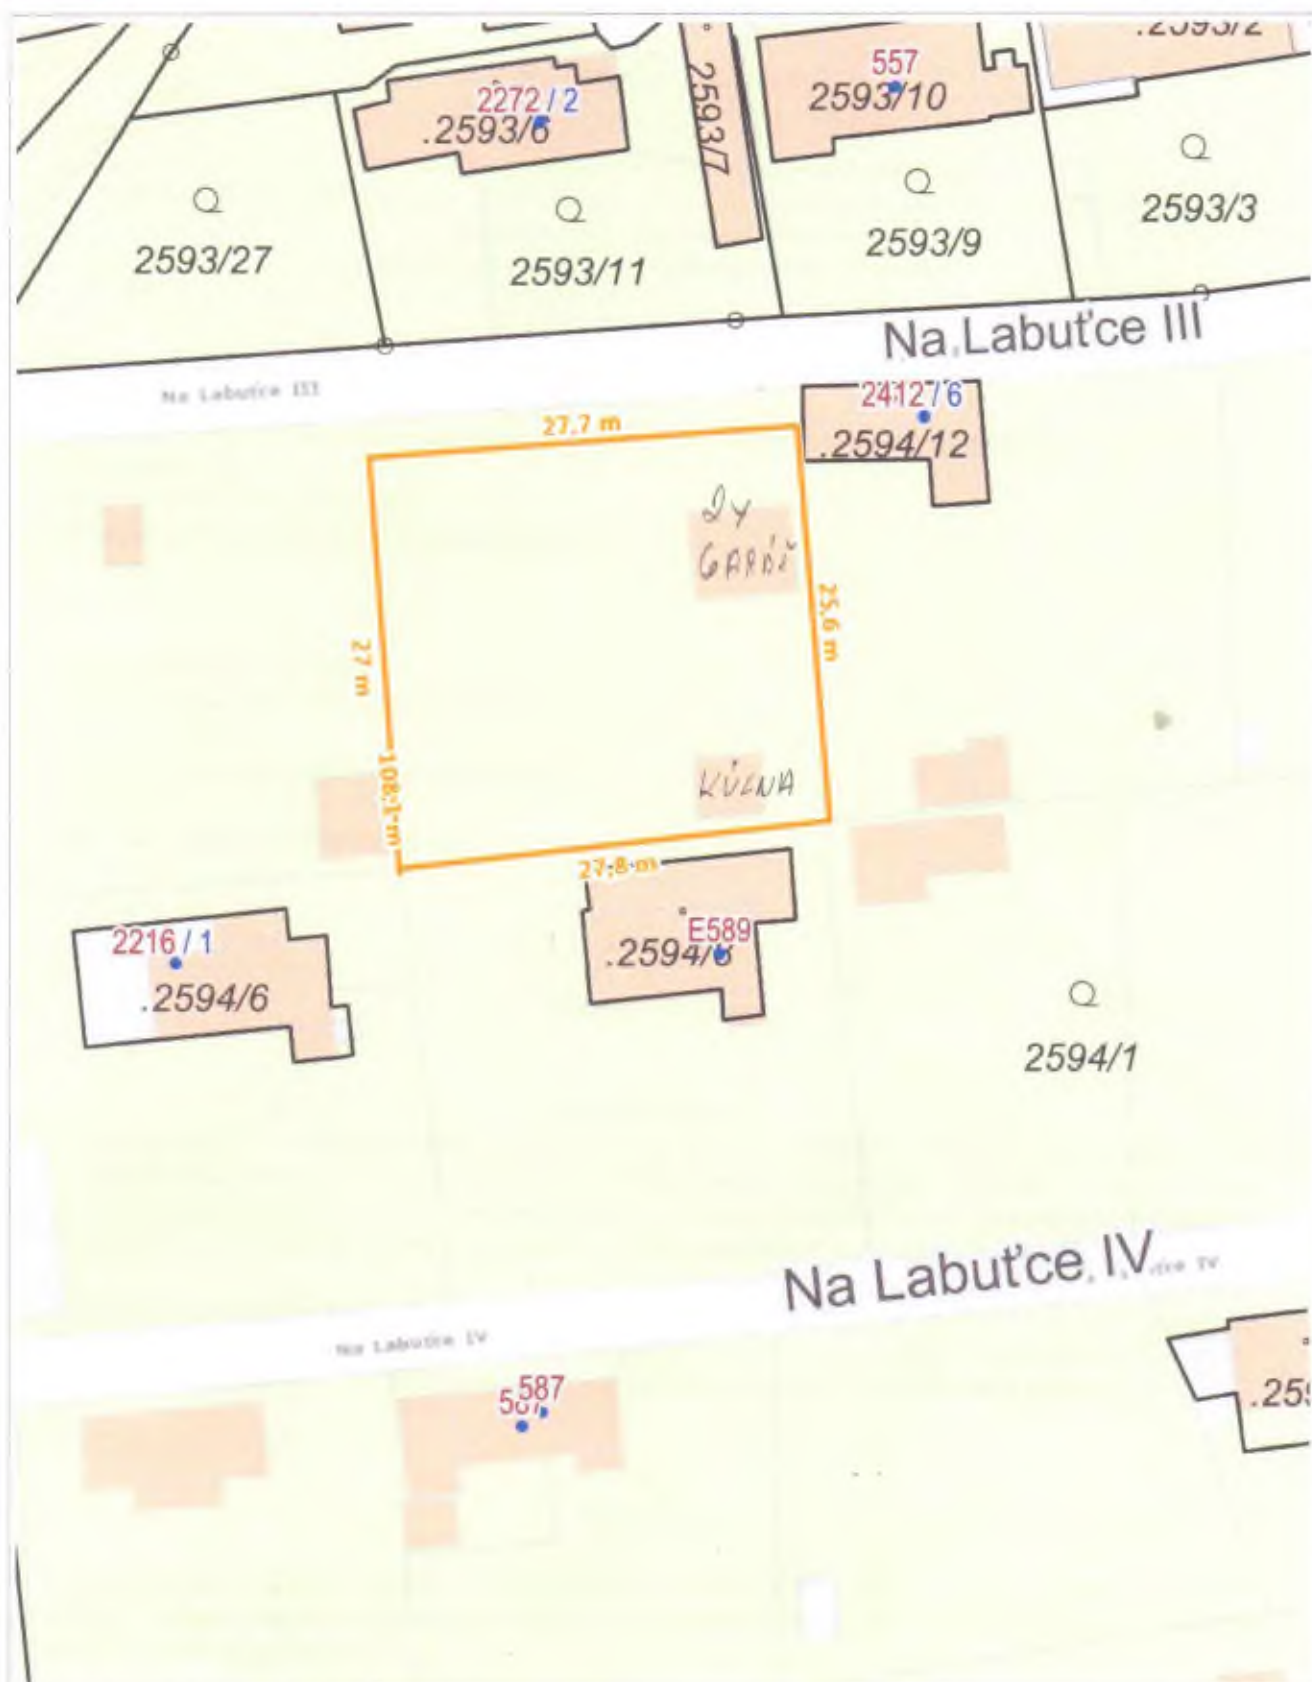 .2593/2
557
2593/10
2272 / 2
.2593/6
2593/7
2593/3
2593/9
2593/27
2593/11
Na Labuťce III
Na Labuťce III
2412 / 6
.2594/12
27,7 m
2x
GARÁŽ
25,6 m
27 m
KŮLNA
108,1 m
27,8 m
E589
2216 / 1
.2594/6
2594/1
Na Labuťce IV
Na Labuťce IV
587
587